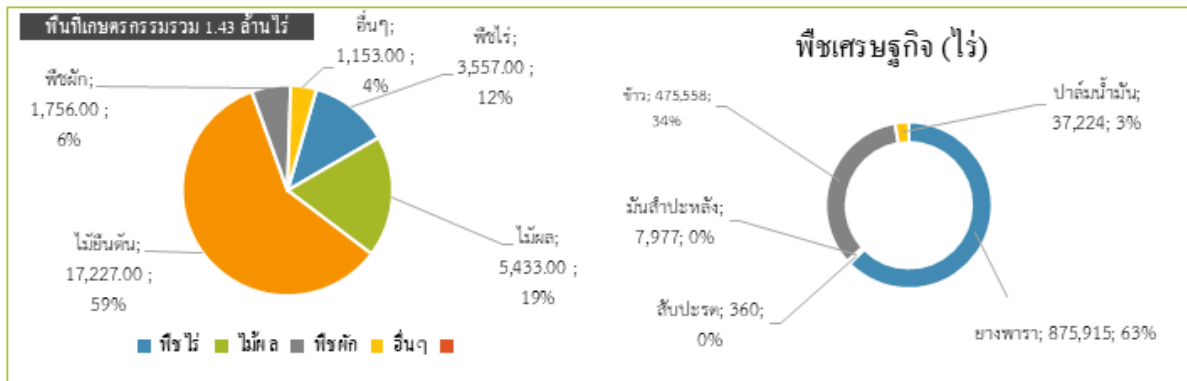 พื้นที่เกษตรกรรมรวม 1.43 ล้านไร่
อื่นๆ;
1,153.00 ;
4%
พืชไร่;
3,557.00 ;
12%
พืชผัก;
1,756.00 ;
6%
ไม้ยืนต้น;
17,227.00 ;
59%
ไม้ผล;
5,433.00 ;
19%
พืชไร่ ไม้ผล พืชผัก อื่นๆ
พืชเศรษฐกิจ (ไร่)
ข้าว; 475,558;
34%
ปาล์มน้ำมัน;
37,224; 3%
มันสำปะหลัง;
7,977; 0%
สับปะรด; 360;
0%
ยางพารา; 875,915; 63%